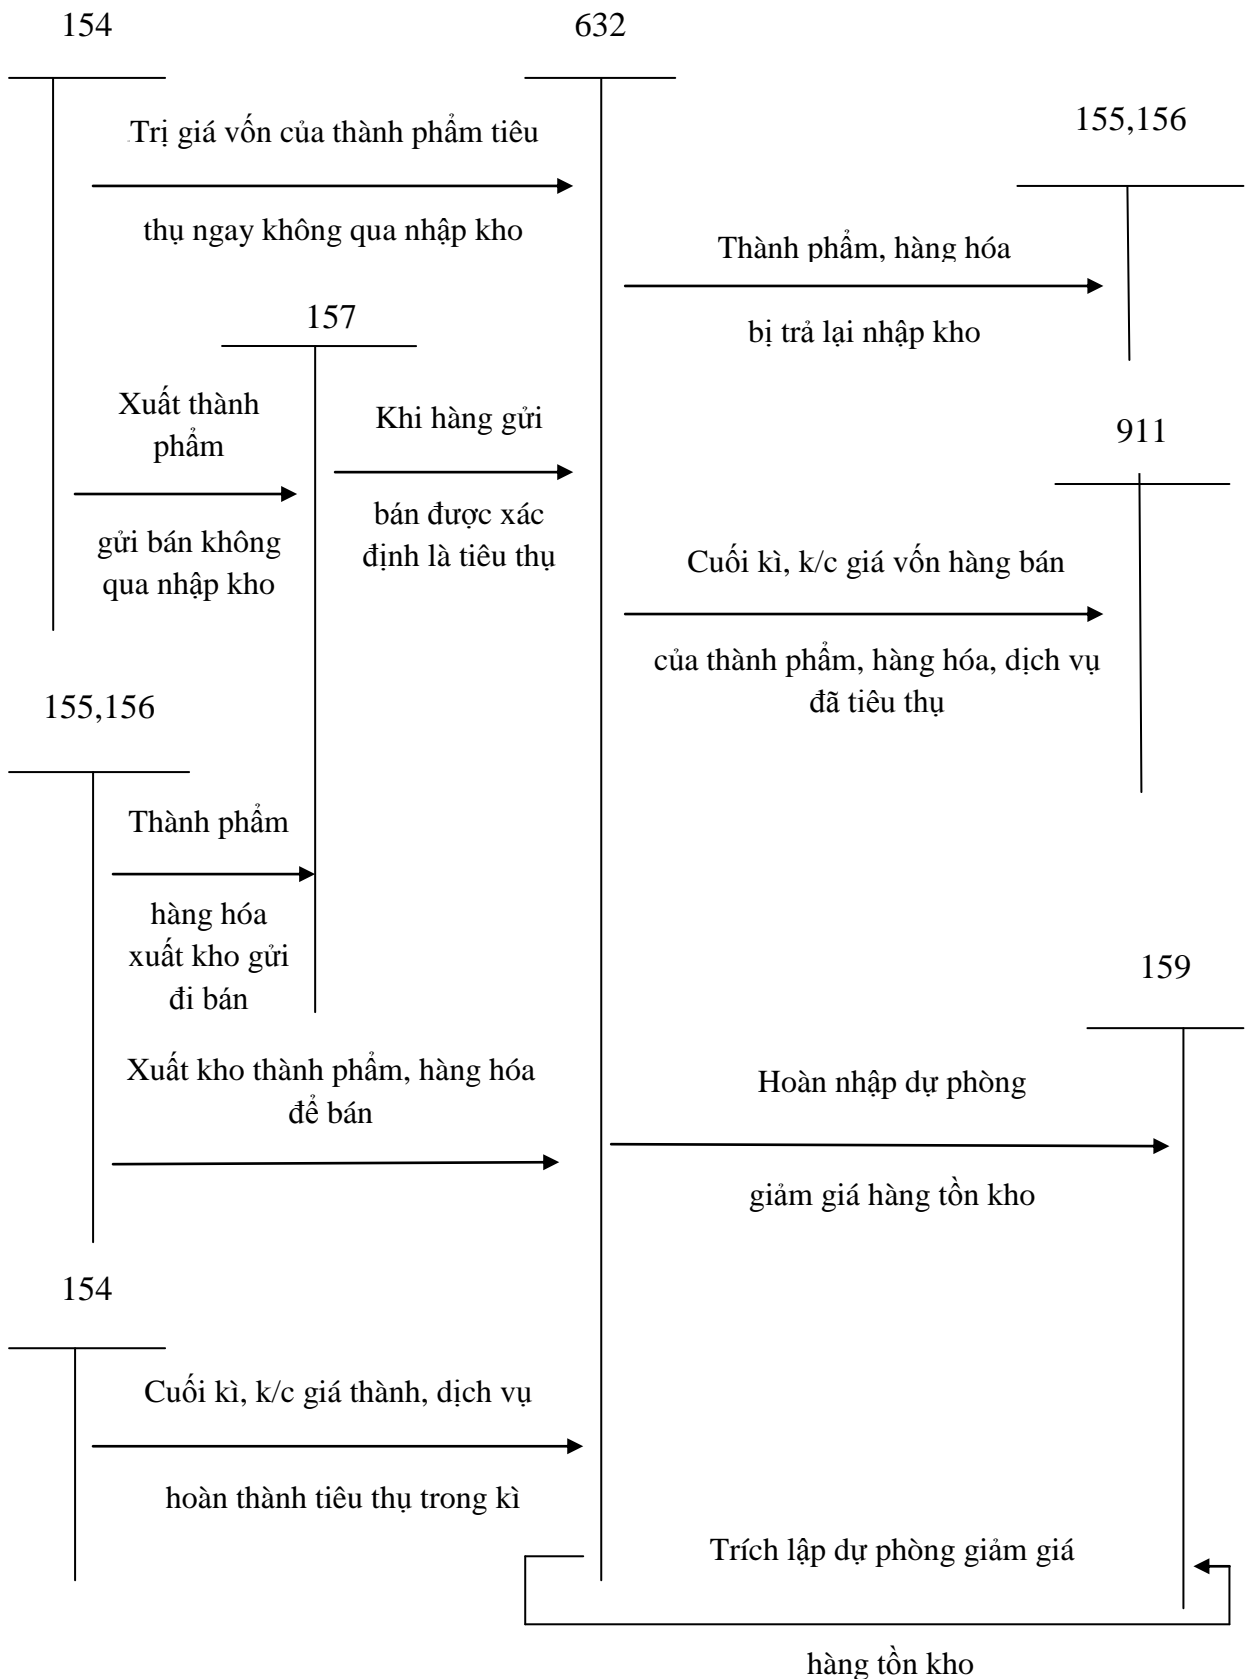 154
632
Trị giá vốn của thành phẩm tiêu
thụ ngay không qua nhập kho
155,156
Thành phẩm, hàng hóa
bị trả lại nhập kho
157
Xuất thành
phẩm
gửi bán không
qua nhập kho
Khi hàng gửi
bán được xác
định là tiêu thụ
911
Cuối kì, k/c giá vốn hàng bán
của thành phẩm, hàng hóa, dịch vụ
đã tiêu thụ
155,156
Thành phẩm
hàng hóa
xuất kho gửi
đi bán
159
Xuất kho thành phẩm, hàng hóa
để bán
Hoàn nhập dự phòng
giảm giá hàng tồn kho
154
Cuối kì, k/c giá thành, dịch vụ
hoàn thành tiêu thụ trong kì
Trích lập dự phòng giảm giá
hàng tồn kho